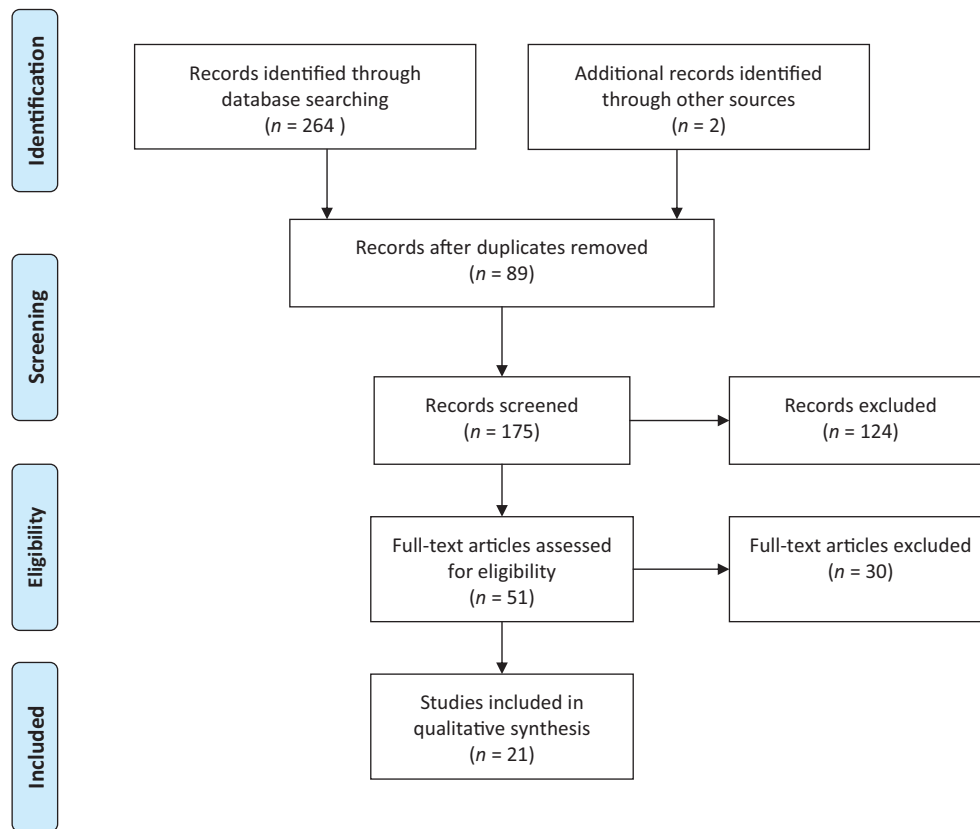 Identification
Records identified through
database searching
(n = 264 )
Additional records identified
through other sources
(n = 2)
Screening
Records after duplicates removed
(n = 89)
Records screened
(n = 175)
Records excluded
(n = 124)
Eligibility
Full-text articles assessed
for eligibility
(n = 51)
Full-text articles excluded
(n = 30)
Included
Studies included in
qualitative synthesis
(n = 21)